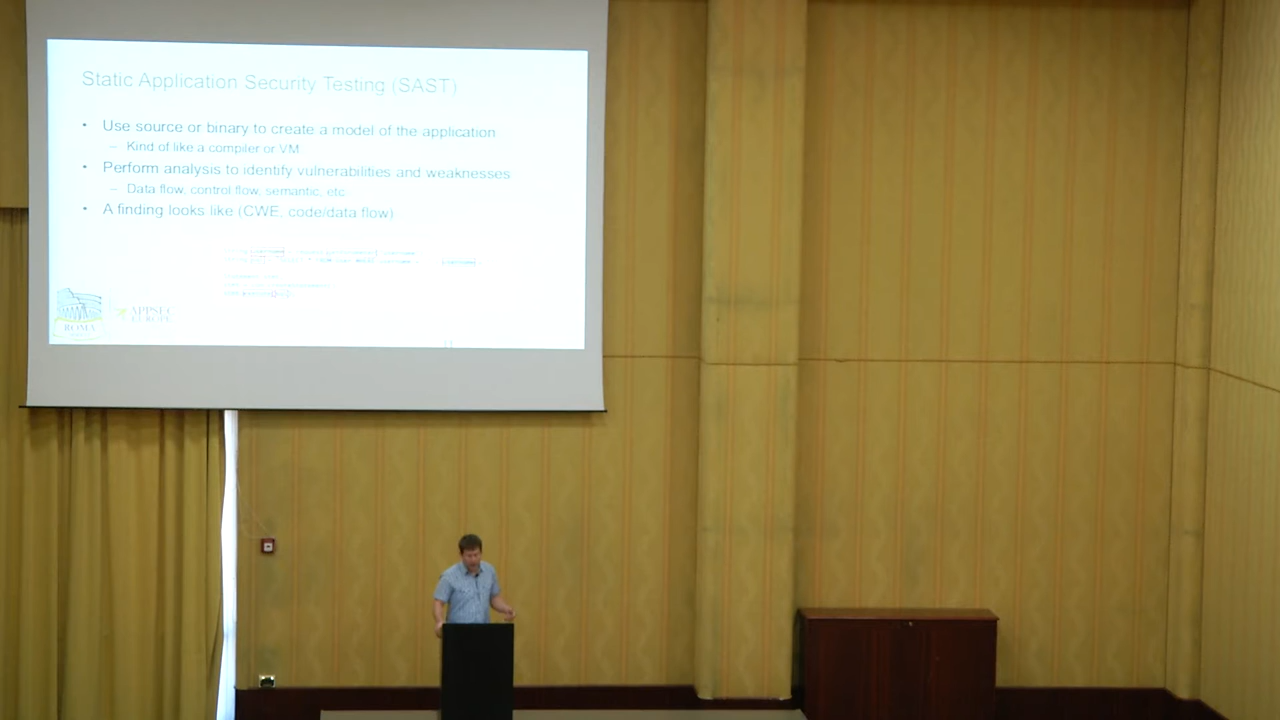 Static Application Security Testing (SAST)
• Use source or binary to create a model of the application
– Kind of like a compiler or VM
• Perform analysis to identify vulnerabilities and weaknesses
– Data flow, control flow, semantic, etc
• A finding looks like (CWE, code/data flow)
ROMA
APPSEC
EUROPE